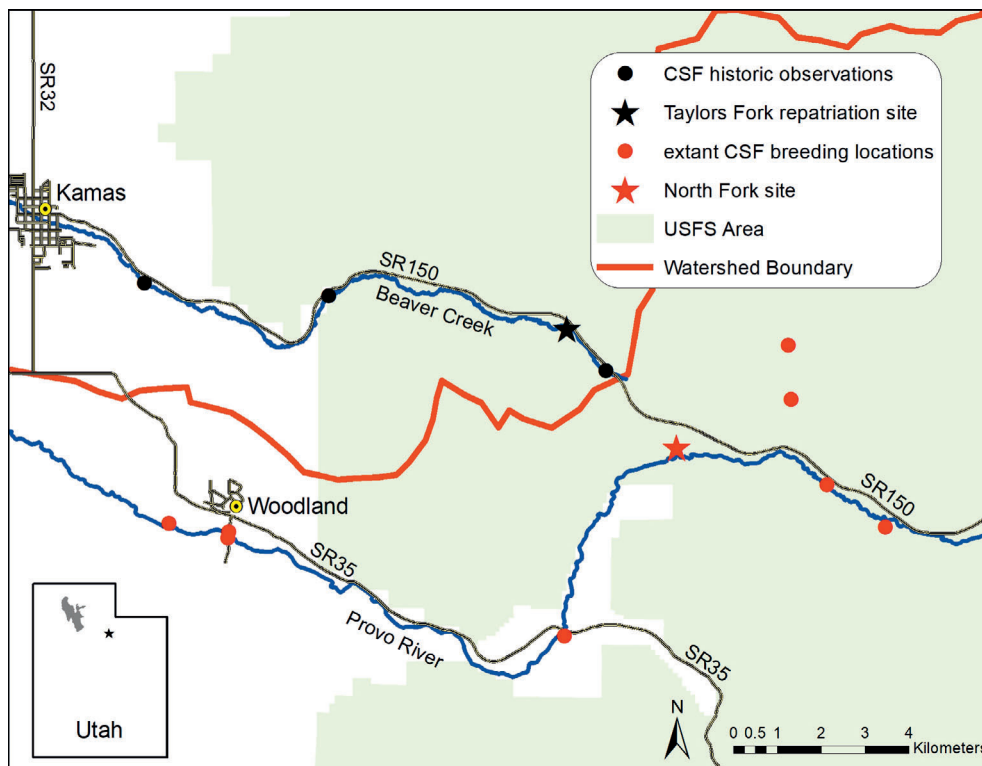 SR32
Kamas
CSF historic observations
Taylors Fork repatriation site
extant CSF breeding locations
North Fork site
USFS Area
Watershed Boundary
SR150
Beaver Creek
SR150
Woodland
SR35
Provo River
SR35
Utah
N
0 0.5 1 2 3 4
Kilometers